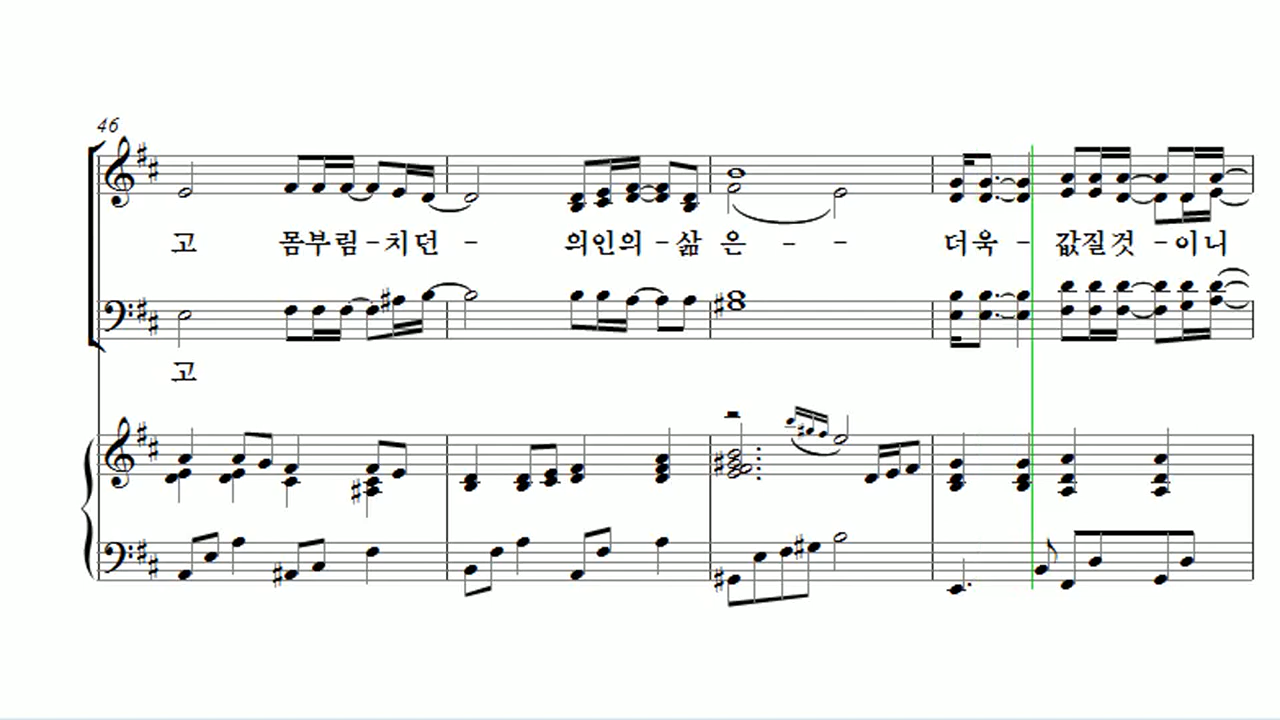 46
고 몸부림-치던 - 의인의-삶 은 - - 더욱 - 값질것 -이니
고